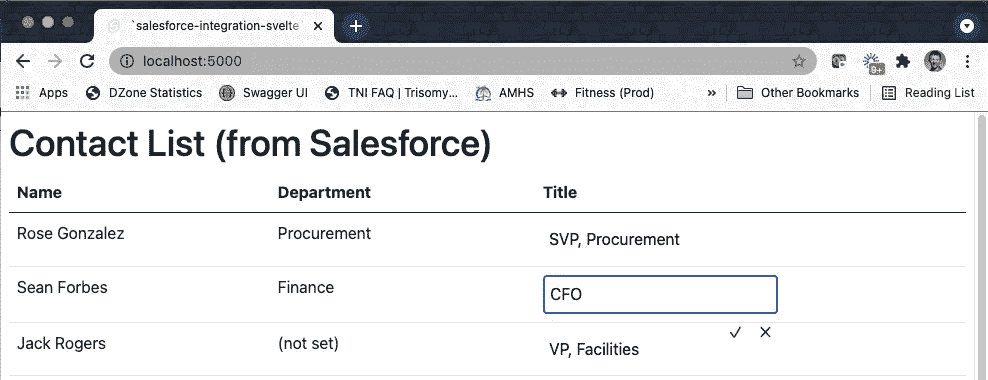 `salesforce-integration-svelte
localhost:5000
9+
Apps DZone Statistics Swagger UI TNI FAQ | Trisomy... AMHS Fitness (Prod) » Other Bookmarks Reading List
Contact List (from Salesforce)
Name Department Title
Rose Gonzalez Procurement SVP, Procurement
Sean Forbes Finance CFO
Jack Rogers (not set) VP, Facilities